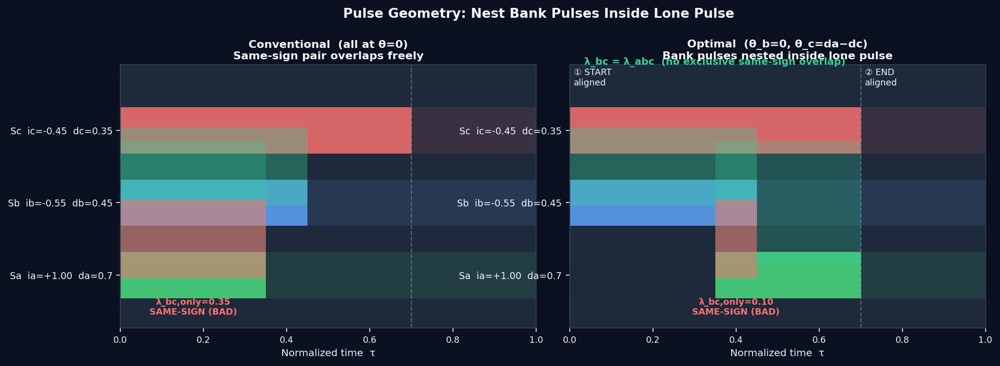 Pulse Geometry: Nest Bank Pulses Inside Lone Pulse
Conventional  (all at θ=0)
Same-sign pair overlaps freely
Sc  ic=-0.45  dc=0.35
Sb  ib=-0.55  db=0.45
Sa  ia=+1.00  da=0.7
λ_bc,only=0.35
SAME-SIGN (BAD)
0.0
0.2
0.4
0.6
0.8
1.0
Normalized time  τ
Optimal  (θ_b=0, θ_c=da−dc)
Bank pulses nested inside lone pulse
λ_bc = λ_abc  (no exclusive same-sign overlap)
① START
aligned
② END
aligned
Sc  ic=-0.45  dc=0.35
Sb  ib=-0.55  db=0.45
Sa  ia=+1.00  da=0.7
λ_bc,only=0.10
SAME-SIGN (BAD)
0.0
0.2
0.4
0.6
0.8
1.0
Normalized time  τ